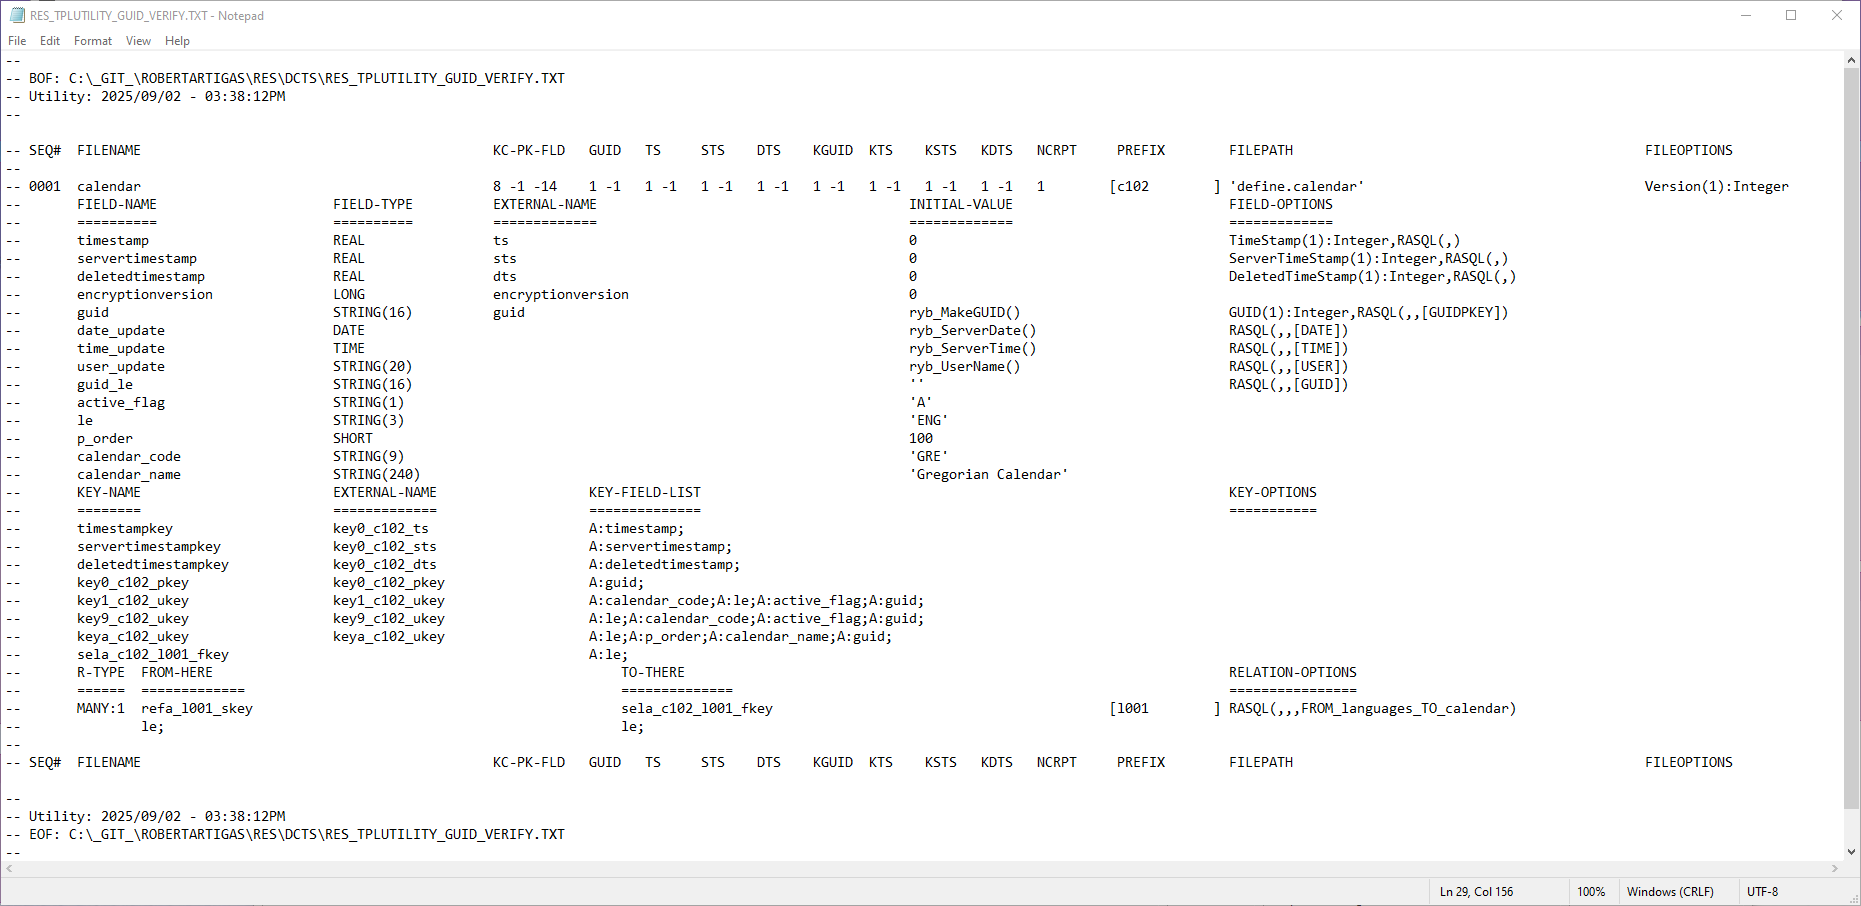 RES_TPLUTILITY_GUID_VERIFY.TXT - Notepad
File Edit Format View Help
--
-- BOF: C:\_GIT_\ROBERTARTIGAS\RES\DCTS\RES_TPLUTILITY_GUID_VERIFY.TXT
-- Utility: 2025/09/02 - 03:38:12PM
--
-- SEQ# FILENAME KC-PK-FLD GUID TS STS DTS KGUID KTS KSTS KDTS NCRPT PREFIX FILEPATH FILEOPTIONS
--
-- 0001 calendar 8 -1 -14 1 -1 1 -1 1 -1 1 -1 1 -1 1 -1 1 -1 1 -1 1 [c102 ] 'define.calendar' Version(1):Integer
-- FIELD-NAME FIELD-TYPE EXTERNAL-NAME INITIAL-VALUE FIELD-OPTIONS
-- ========== ========== ============= ============= =============
-- timestamp REAL ts 0 TimeStamp(1):Integer,RASQL(,)
-- servertimestamp REAL sts 0 ServerTimeStamp(1):Integer,RASQL(,)
-- deletedtimestamp REAL dts 0 DeletedTimeStamp(1):Integer,RASQL(,)
-- encryptionversion LONG encryptionversion 0
-- guid STRING(16) guid ryb_MakeGUID() GUID(1):Integer,RASQL(,,[GUIDPKEY])
-- date_update DATE ryb_ServerDate() RASQL(,,[DATE])
-- time_update TIME ryb_ServerTime() RASQL(,,[TIME])
-- user_update STRING(20) ryb_UserName() RASQL(,,[USER])
-- guid_le STRING(16) '' RASQL(,,[GUID])
-- active_flag STRING(1) 'A'
-- le STRING(3) 'ENG'
-- p_order SHORT 100
-- calendar_code STRING(9) 'GRE'
-- calendar_name STRING(240) 'Gregorian Calendar'
-- KEY-NAME EXTERNAL-NAME KEY-FIELD-LIST KEY-OPTIONS
-- ======== ============= ============== ===========
-- timestampkey key0_c102_ts A:timestamp;
-- servertimestampkey key0_c102_sts A:servertimestamp;
-- deletedtimestampkey key0_c102_dts A:deletedtimestamp;
-- key0_c102_pkey key0_c102_pkey A:guid;
-- key1_c102_ukey key1_c102_ukey A:calendar_code;A:le;A:active_flag;A:guid;
-- key9_c102_ukey key9_c102_ukey A:le;A:calendar_code;A:active_flag;A:guid;
-- keya_c102_ukey keya_c102_ukey A:le;A:p_order;A:calendar_name;A:guid;
-- sela_c102_l001_fkey A:le;
-- R-TYPE FROM-HERE TO-THERE RELATION-OPTIONS
-- ====== ============= ============== ================
-- MANY:1 refa_l001_skey sela_c102_l001_fkey [l001 ] RASQL(,,,FROM_languages_TO_calendar)
-- le; le;
--
-- SEQ# FILENAME KC-PK-FLD GUID TS STS DTS KGUID KTS KSTS KDTS NCRPT PREFIX FILEPATH FILEOPTIONS
--
-- Utility: 2025/09/02 - 03:38:12PM
-- EOF: C:\_GIT_\ROBERTARTIGAS\RES\DCTS\RES_TPLUTILITY_GUID_VERIFY.TXT
--
Ln 29, Col 156 100% Windows (CRLF) UTF-8